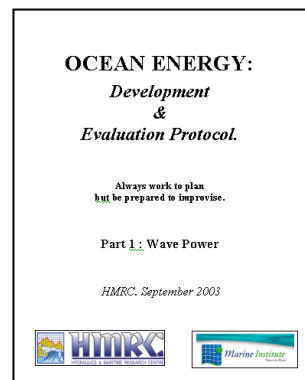 OCEAN ENERGY:
Development
&
Evaluation Protocol.
Always work to plan
but be prepared to improvise.
Part 1 : Wave Power
HMRC. September 2003
HMRC
HYDRAULICS & MARITIME RESEARCH CENTRE
Marine Institute